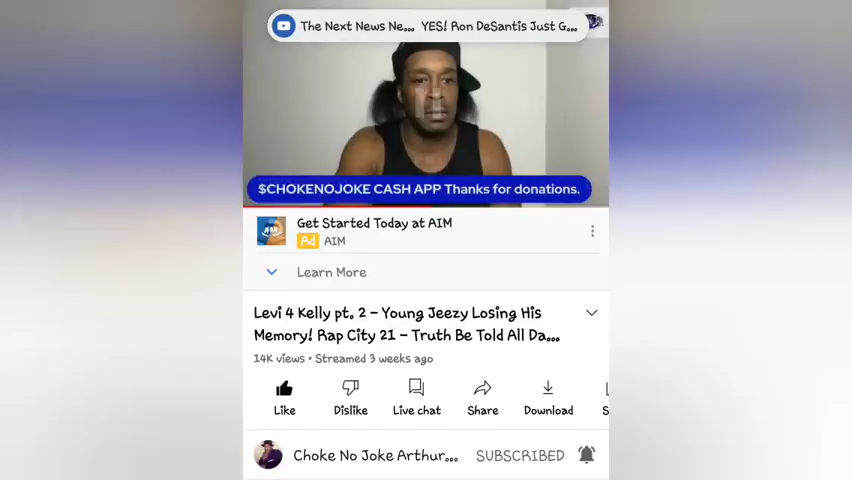 The Next News Ne... YES! Ron DeSantis Just G...
$CHOKENOJOKE CASH APP Thanks for donations.
Get Started Today at AIM
Ad AIM
Learn More
Levi 4 Kelly pt. 2 - Young Jeezy Losing His
Memory! Rap City 21 - Truth Be Told All Da...
14K views • Streamed 3 weeks ago
Like Dislike Live chat Share Download S
Choke No Joke Arthur... SUBSCRIBED